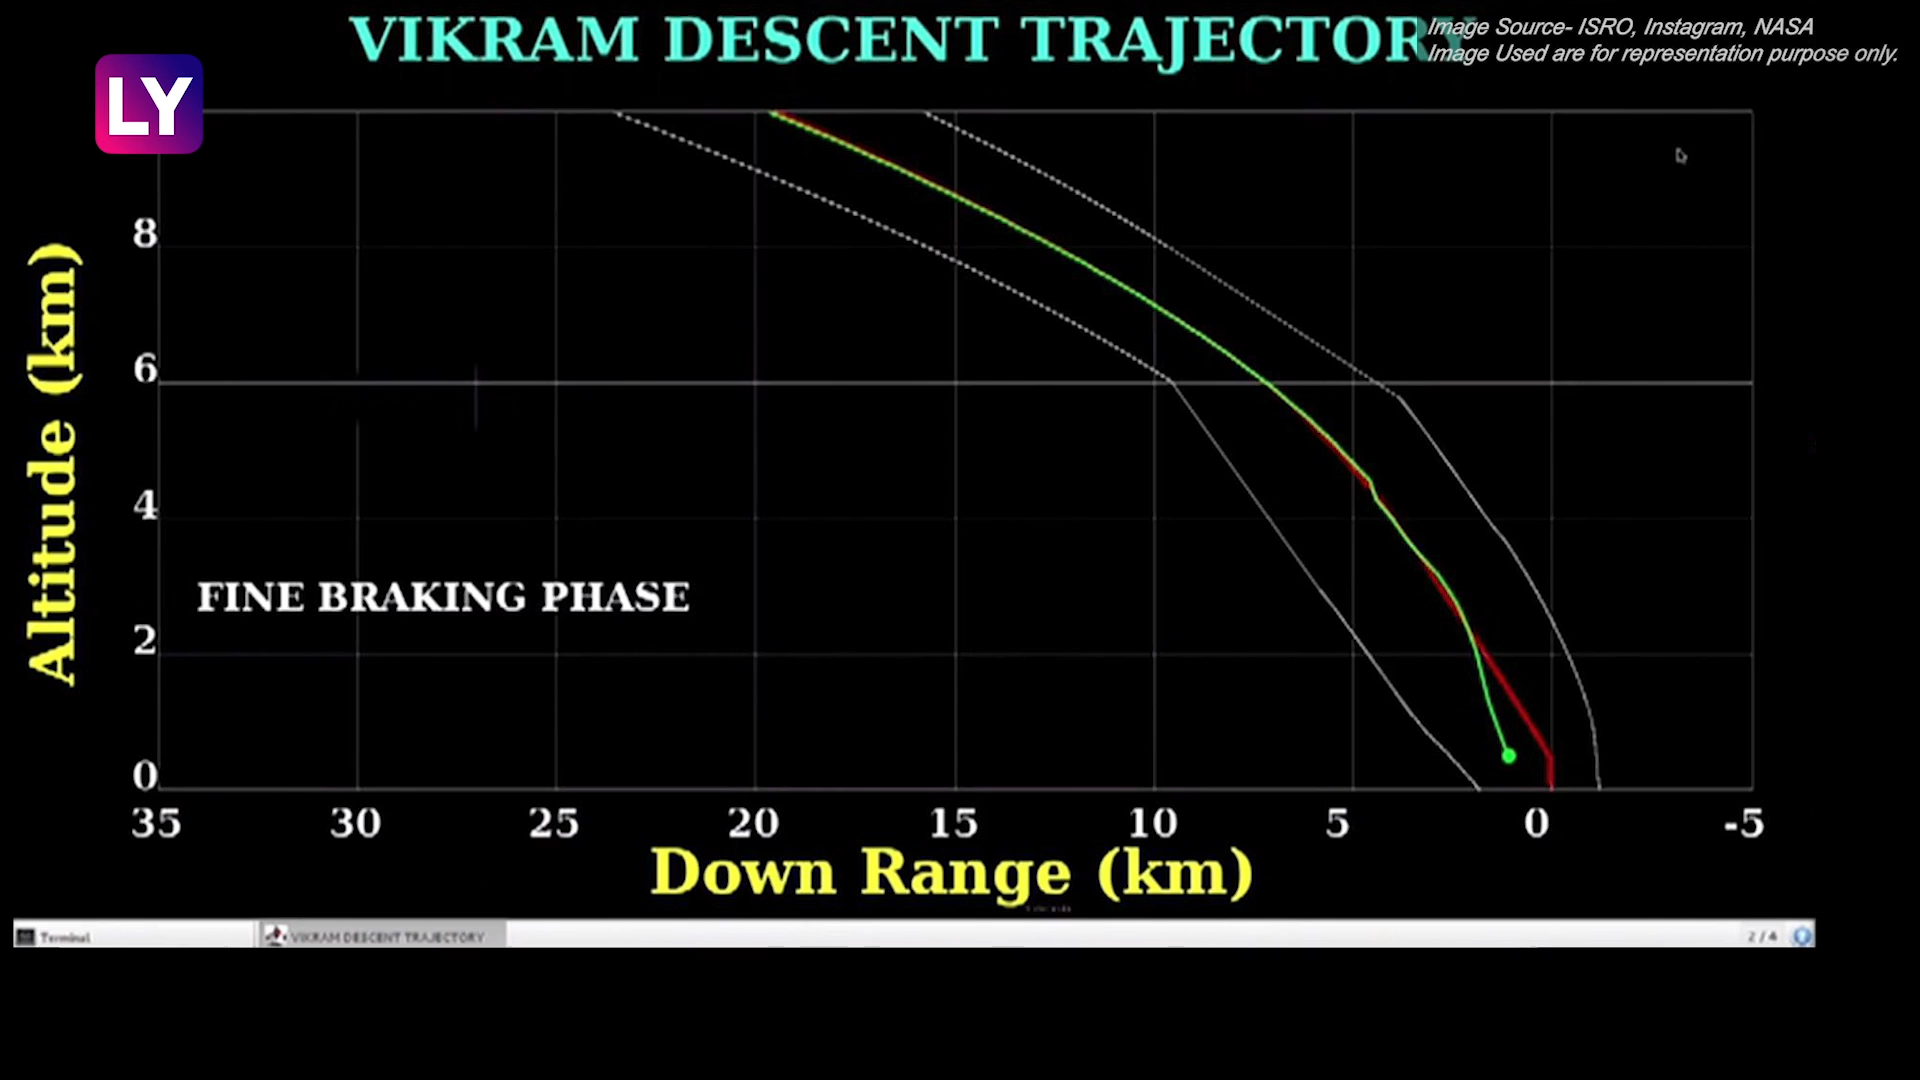 VIKRAM DESCENT TRAJECTORY
Image Source- ISRO, Instagram, NASA
Image Used are for representation purpose only.
LY
Altitude (km)
8
6
4
2
0
FINE BRAKING PHASE
35 30 25 20 15 10 5 0 -5
Down Range (km)
Terminal
VIKRAM DESCENT TRAJECTORY
2 / 4